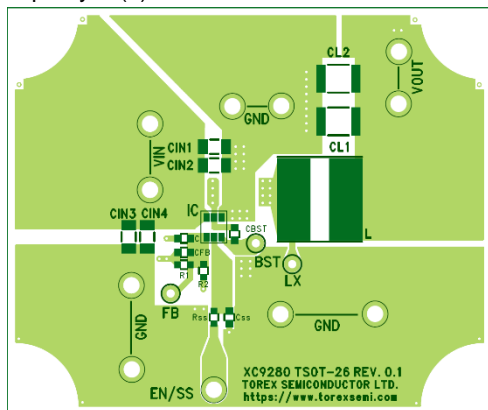 CL2
VOUT
GND
VIN
CIN1
CIN2
CL1
CIN3
CIN4
IC
CBST
L
C
CFB
BST
R1
R2
LX
FB
GND
Rss
Css
GND
EN/SS
XC9280 TSOT-26 REV. 0.1
TOREX SEMICONDUCTOR LTD.
https://www.torexsemi.com